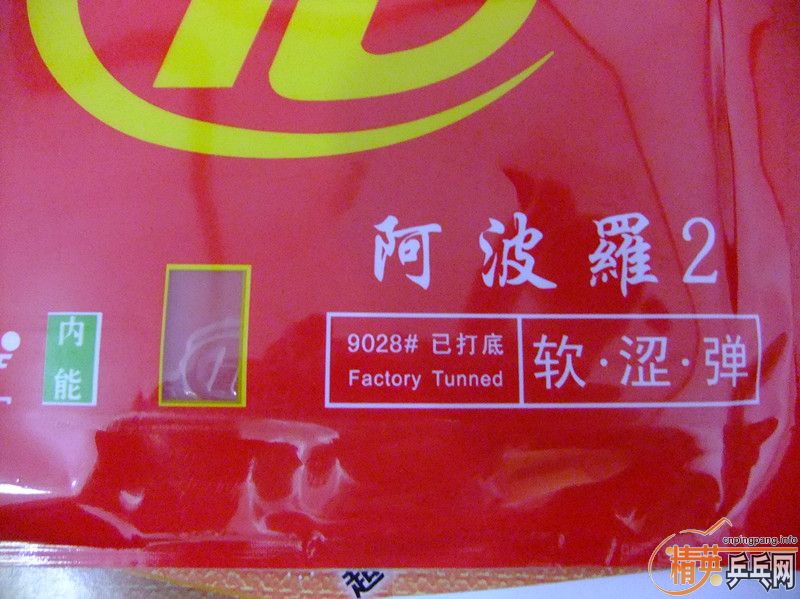 阿波羅2
内能
9028# 已打底
Factory Tunned
软·涩·弹
超
cnpingpang.info
精英乒乓网